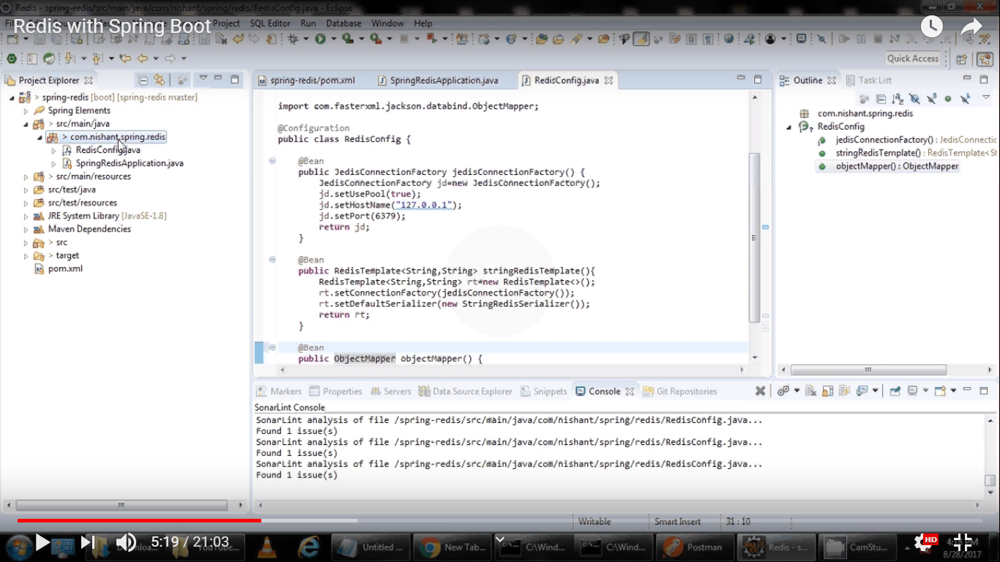 Redis - spring-redis/src/main/java/com/nishant/spring/redis/RedisConfig.java - Eclipse
Redis with Spring Boot
Project SQL Editor Run Database Window Help
Quick Access
Project Explorer
> spring-redis [boot] [spring-redis master]
Spring Elements
> src/main/java
> com.nishant.spring.redis
RedisConfig.java
SpringRedisApplication.java
> src/main/resources
src/test/java
src/test/resources
JRE System Library [JavaSE-1.8]
Maven Dependencies
> src
> target
pom.xml
spring-redis/pom.xml
SpringRedisApplication.java
RedisConfig.java
import com.fasterxml.jackson.databind.ObjectMapper;
@Configuration
public class RedisConfig {
@Bean
public JedisConnectionFactory jedisConnectionFactory() {
JedisConnectionFactory jd=new JedisConnectionFactory();
jd.setUsePool(true);
jd.setHostName("127.0.0.1");
jd.setPort(6379);
return jd;
}
@Bean
public RedisTemplate<String,String> stringRedisTemplate(){
RedisTemplate<String,String> rt=new RedisTemplate<>();
rt.setConnectionFactory(jedisConnectionFactory());
rt.setDefaultSerializer(new StringRedisSerializer());
return rt;
}
@Bean
public ObjectMapper objectMapper() {
Outline
Task List
com.nishant.spring.redis
RedisConfig
jedisConnectionFactory() : JedisConnectic
stringRedisTemplate() : RedisTemplate<St
objectMapper() : ObjectMapper
Markers Properties Servers Data Source Explorer Snippets Console Git Repositories
SonarLint Console
SonarLint analysis of file /spring-redis/src/main/java/com/nishant/spring/redis/RedisConfig.java...
Found 1 issue(s)
SonarLint analysis of file /spring-redis/src/main/java/com/nishant/spring/redis/RedisConfig.java...
Found 1 issue(s)
SonarLint analysis of file /spring-redis/src/main/java/com/nishant/spring/redis/RedisConfig.java...
Found 1 issue(s)
Writable Smart Insert 31 : 10
5:19 / 21:03
Untitled ... New Tab... C:\Wind... C:\Wind... Postman Redis - s... CamStu...
HD
8/28/2017